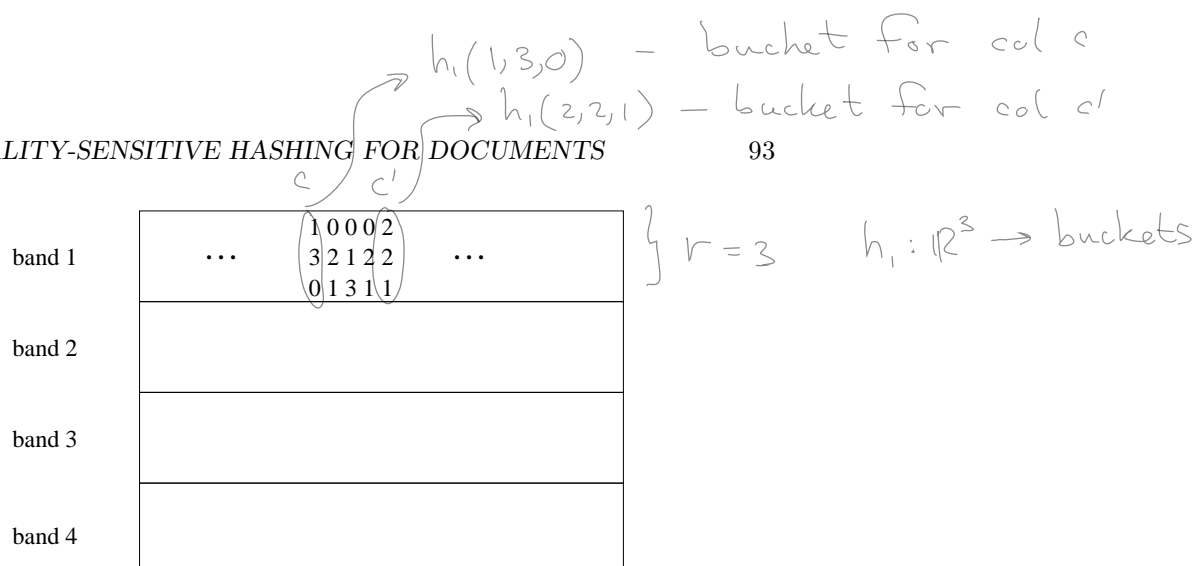 h₁(1,3,0) – bucket for col c
h₁(2,2,1) – bucket for col c'
LITY-SENSITIVE HASHING FOR DOCUMENTS 93
c c'
1 0 0 0 2
band 1 ... 3 2 1 2 2 ... } r = 3 h₁ : ℝ³ → buckets
0 1 3 1 1
band 2
band 3
band 4